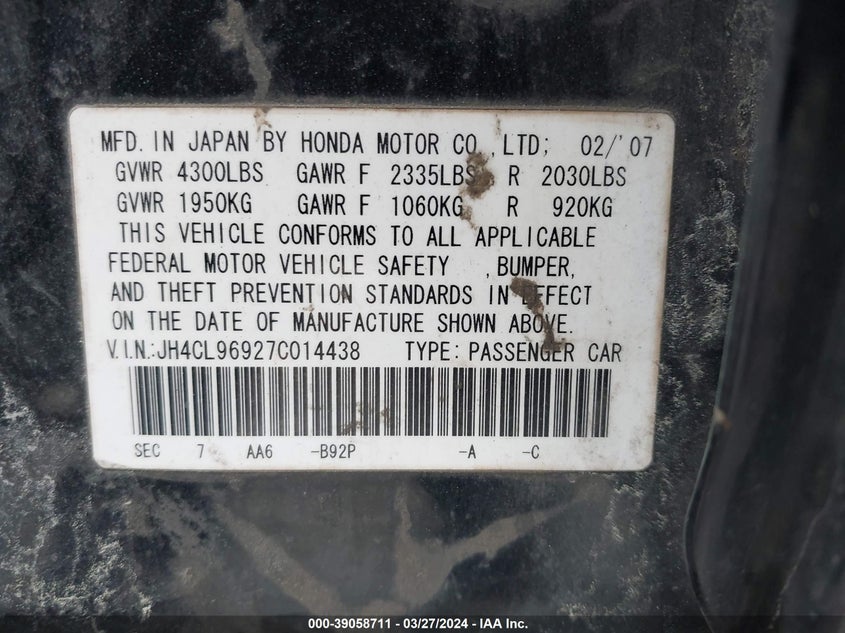 MFD. IN JAPAN BY HONDA MOTOR CO.,LTD; 02/'07
GVWR 4300LBS GAWR F 2335LBS R 2030LBS
GVWR 1950KG GAWR F 1060KG R 920KG
THIS VEHICLE CONFORMS TO ALL APPLICABLE
FEDERAL MOTOR VEHICLE SAFETY ,BUMPER,
AND THEFT PREVENTION STANDARDS IN EFFECT
ON THE DATE OF MANUFACTURE SHOWN ABOVE.
V.I.N.:JH4CL96927C014438 TYPE: PASSENGER CAR
SEC 7 AA6 -B92P -A -C
000-39058711 - 03/27/2024 - IAA Inc.